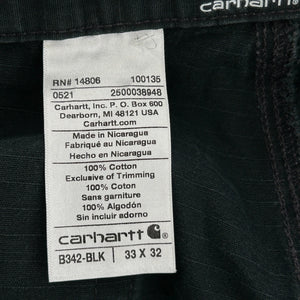 carhartt
RN# 14806 100135
0521 2500038948
Carhartt, Inc. P. O. Box 600
Dearborn, MI 48121 USA
Carhartt.com
Made in Nicaragua
Fabriqué au Nicaragua
Hecho en Nicaragua
100% Cotton
Exclusive of Trimming
100% Coton
Sans garniture
100% Algodón
Sin incluir adorno
carhartt
B342-BLK 33 X 32